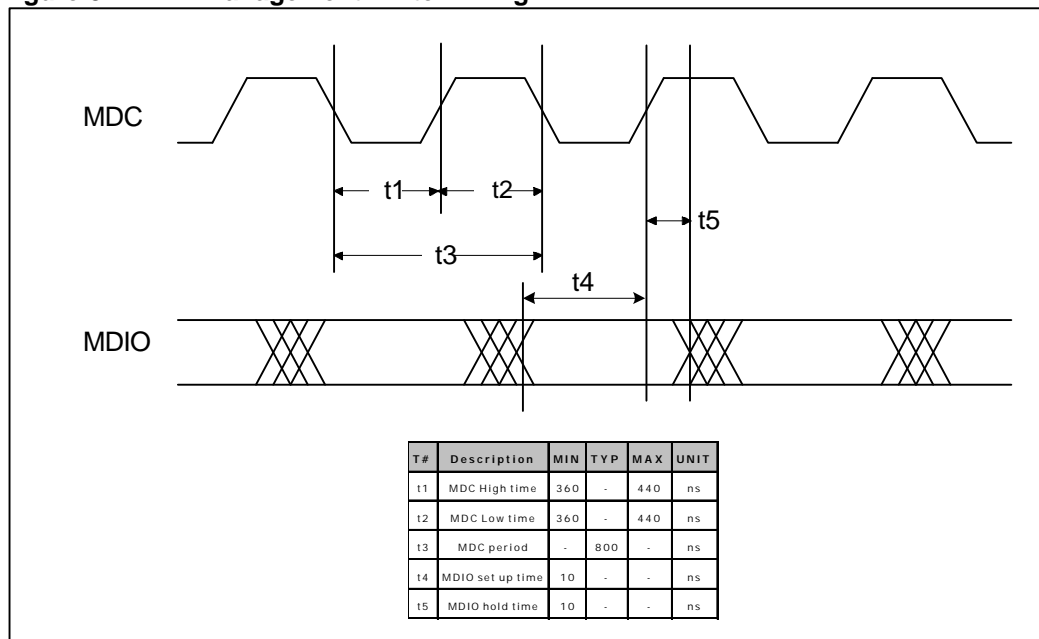 MDC
t1
t2
t5
t3
t4
MDIO
T# Description MIN TYP MAX UNIT
t1 MDC High time 360 - 440 ns
t2 MDC Low time 360 - 440 ns
t3 MDC period - 800 - ns
t4 MDIO set up time 10 - - ns
t5 MDIO hold time 10 - - ns